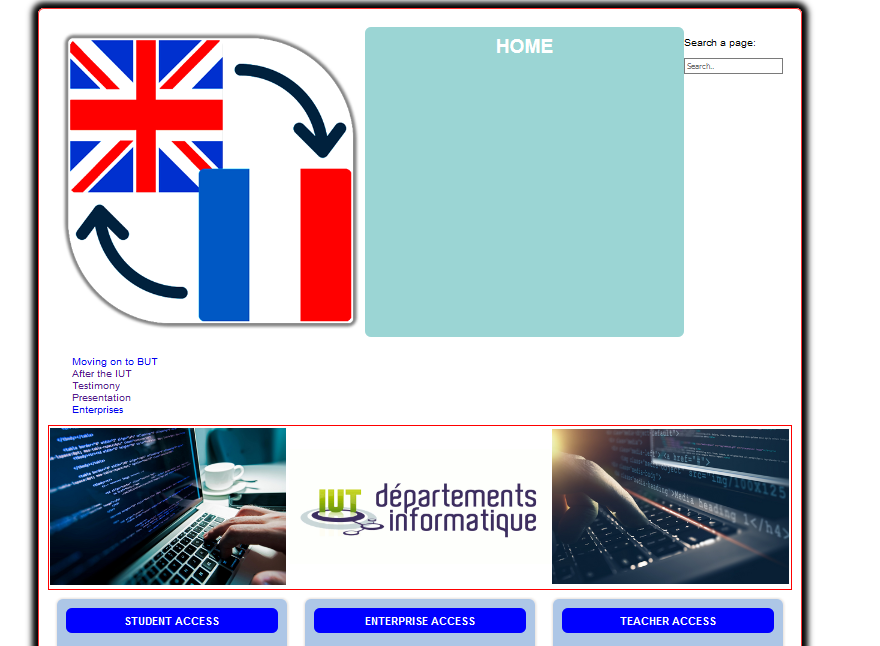 HOME
Search a page:
Search..
Moving on to BUT
After the IUT
Testimony
Presentation
Enterprises
IUT départements
informatique
STUDENT ACCESS
ENTERPRISE ACCESS
TEACHER ACCESS